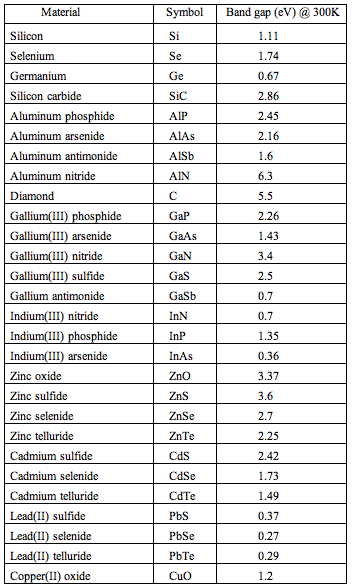 Material Symbol Band gap (eV) @ 300K
Silicon Si 1.11
Selenium Se 1.74
Germanium Ge 0.67
Silicon carbide SiC 2.86
Aluminum phosphide AlP 2.45
Aluminum arsenide AlAs 2.16
Aluminum antimonide AlSb 1.6
Aluminum nitride AlN 6.3
Diamond C 5.5
Gallium(III) phosphide GaP 2.26
Gallium(III) arsenide GaAs 1.43
Gallium(III) nitride GaN 3.4
Gallium(III) sulfide GaS 2.5
Gallium antimonide GaSb 0.7
Indium(III) nitride InN 0.7
Indium(III) phosphide InP 1.35
Indium(III) arsenide InAs 0.36
Zinc oxide ZnO 3.37
Zinc sulfide ZnS 3.6
Zinc selenide ZnSe 2.7
Zinc telluride ZnTe 2.25
Cadmium sulfide CdS 2.42
Cadmium selenide CdSe 1.73
Cadmium telluride CdTe 1.49
Lead(II) sulfide PbS 0.37
Lead(II) selenide PbSe 0.27
Lead(II) telluride PbTe 0.29
Copper(II) oxide CuO 1.2